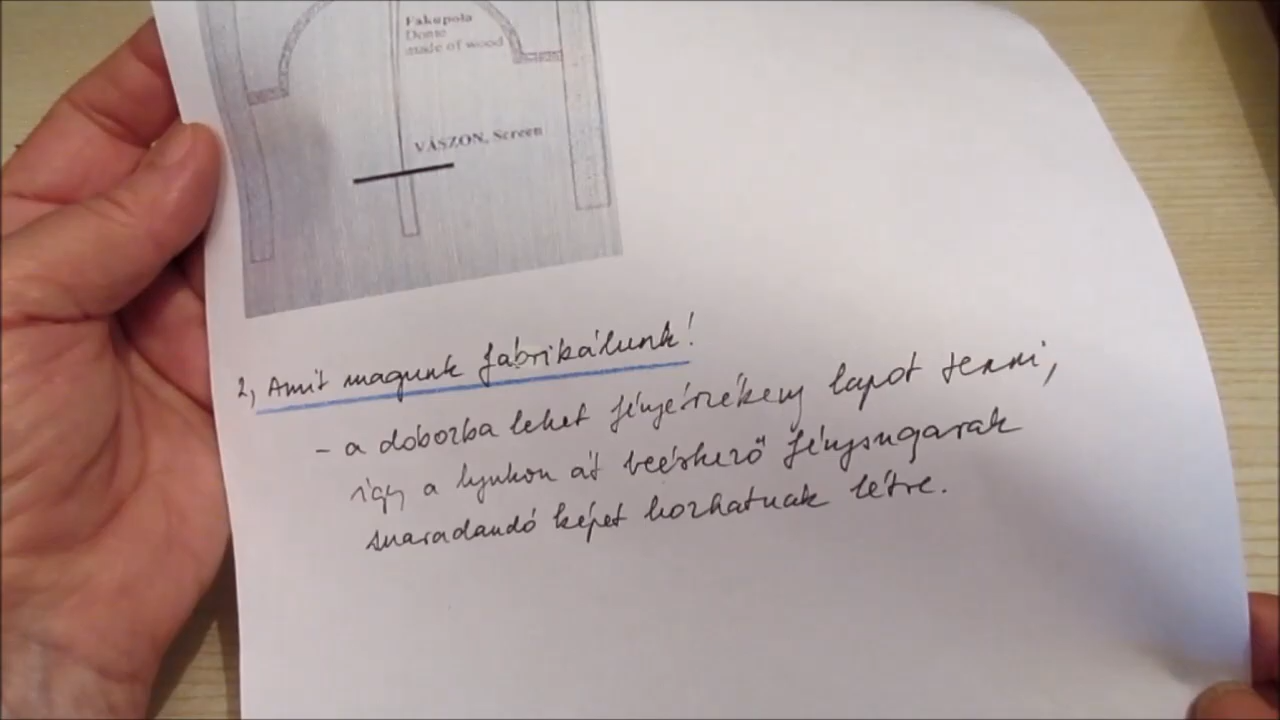 Fakupola
Dome
made of wood
VÁSZON, Screen
2, Amit magunk fabrikálunk!
- a dobozba lehet fényérzékeny lapot tenni,
így a lyukon át beérkező fénysugarak
maradandó képet hozhatnak létre.